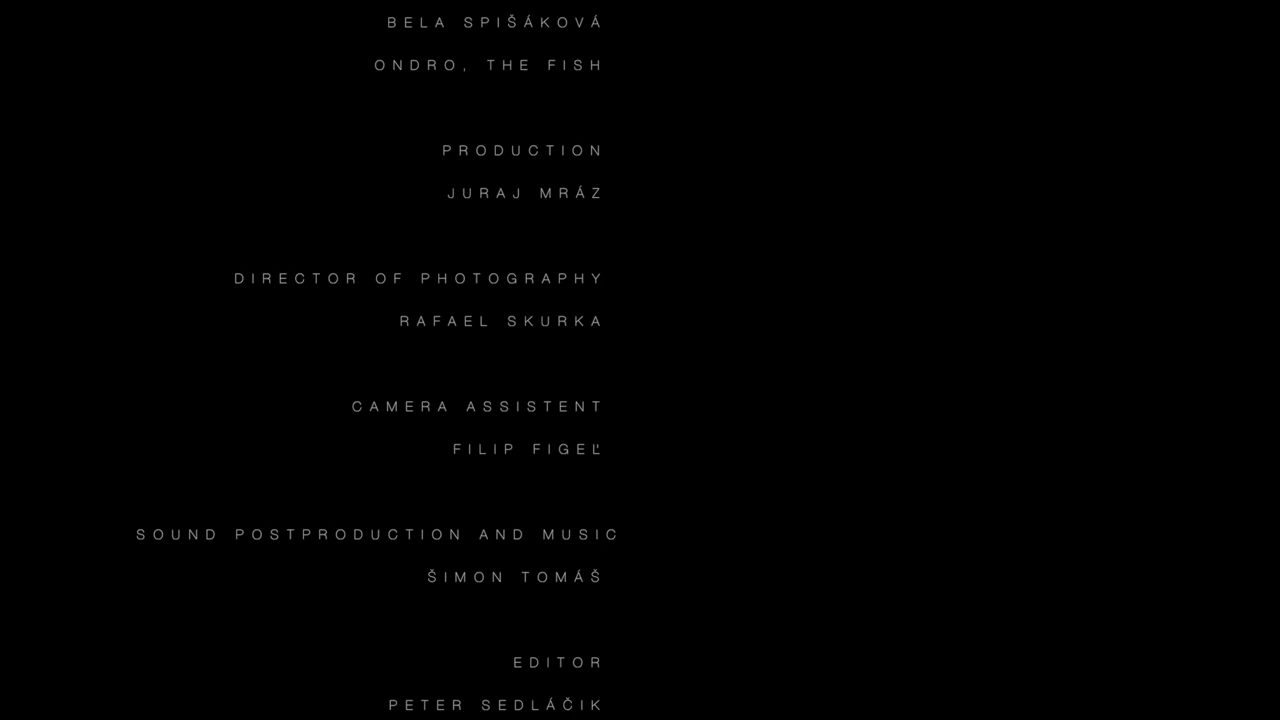 BELA SPIŠÁKOVÁ
ONDRO, THE FISH
PRODUCTION
JURAJ MRÁZ
DIRECTOR OF PHOTOGRAPHY
RAFAEL SKURKA
CAMERA ASSISTENT
FILIP FIGEĽ
SOUND POSTPRODUCTION AND MUSIC
ŠIMON TOMÁŠ
EDITOR
PETER SEDLÁČIK